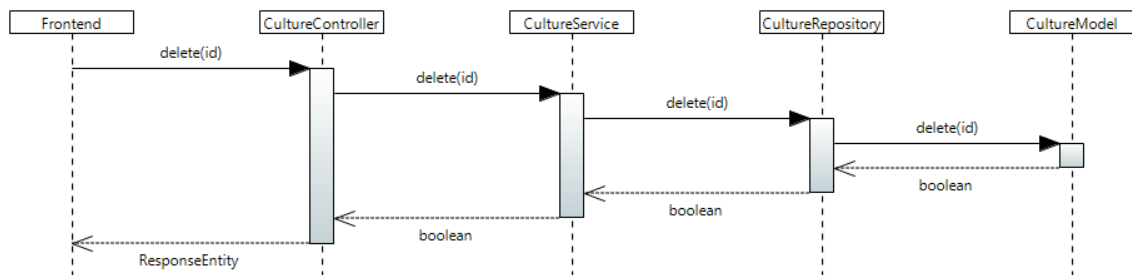 Frontend
CultureController
CultureService
CultureRepository
CultureModel
delete(id)
delete(id)
delete(id)
delete(id)
boolean
boolean
boolean
ResponseEntity